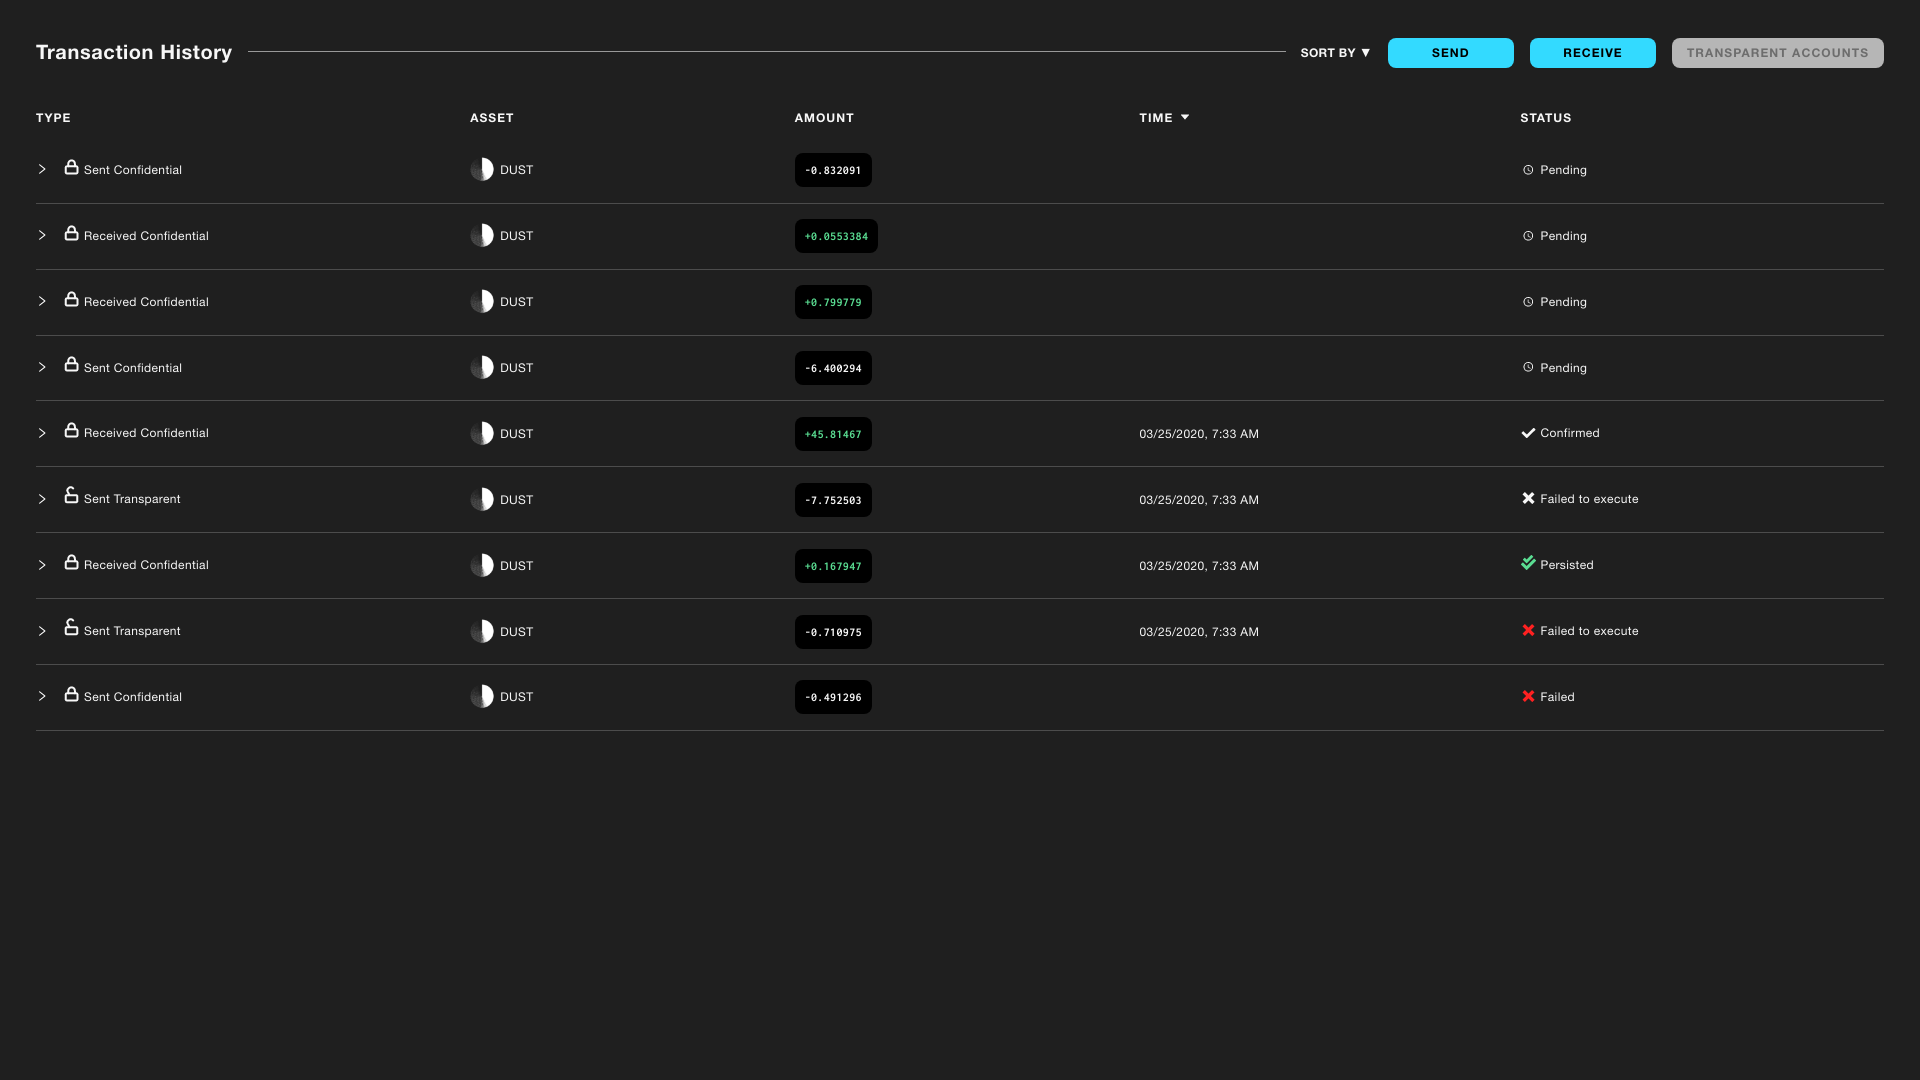 Transaction History SORT BY ▼ SEND RECEIVE TRANSPARENT ACCOUNTS
TYPE ASSET AMOUNT TIME ▼ STATUS
Sent Confidential DUST -0.832091 Pending
Received Confidential DUST +0.0553384 Pending
Received Confidential DUST +0.799779 Pending
Sent Confidential DUST -6.400294 Pending
Received Confidential DUST +45.81467 03/25/2020, 7:33 AM Confirmed
Sent Transparent DUST -7.752503 03/25/2020, 7:33 AM Failed to execute
Received Confidential DUST +0.167947 03/25/2020, 7:33 AM Persisted
Sent Transparent DUST -0.710975 03/25/2020, 7:33 AM Failed to execute
Sent Confidential DUST -0.491296 Failed